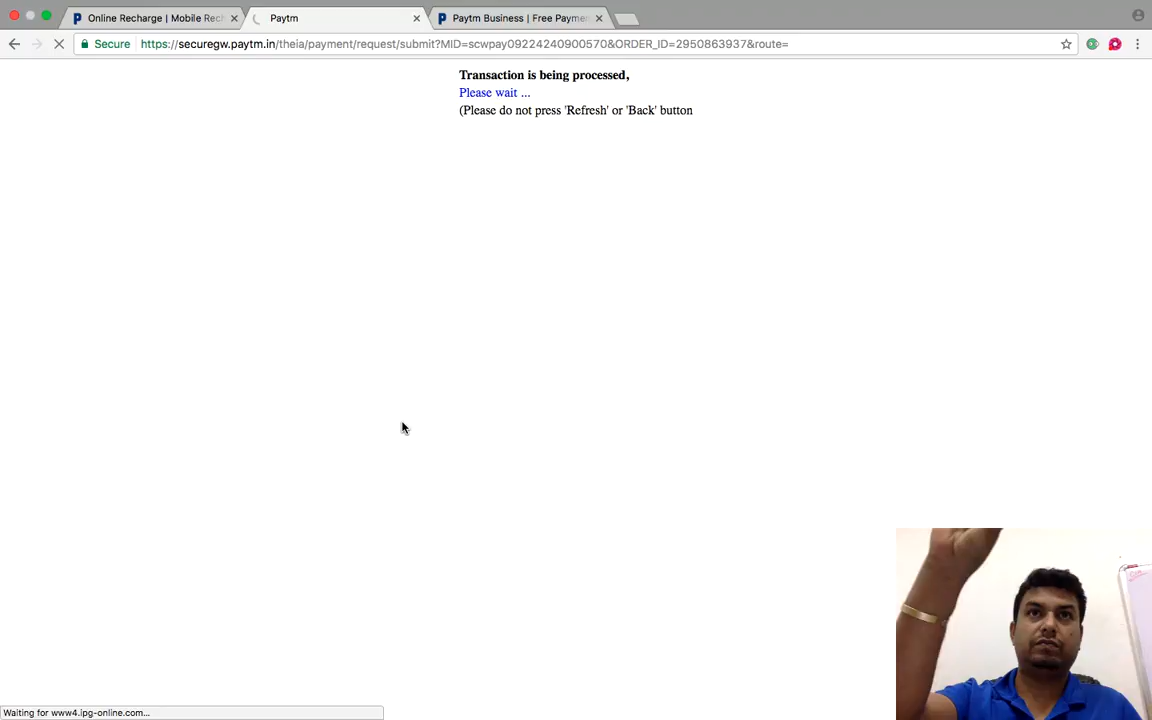 Online Recharge | Mobile Rech
Paytm
Paytm Business | Free Paymen
Secure
https://securegw.paytm.in/theia/payment/request/submit?MID=scwpay09224240900570&ORDER_ID=2950863937&route=
Transaction is being processed,
Please wait ...
(Please do not press 'Refresh' or 'Back' button
Waiting for www4.ipg-online.com...